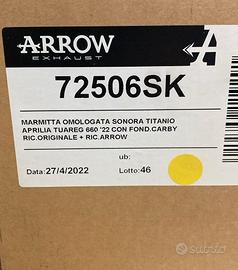 ARROW
EXHAUST
72506SK
MARMITTA OMOLOGATA SONORA TITANIO
APRILIA TUAREG 660 '22 CON FOND.CARBY
RIC.ORIGINALE + RIC.ARROW
ub:
Data:27/4/2022 Lotto:46
subito